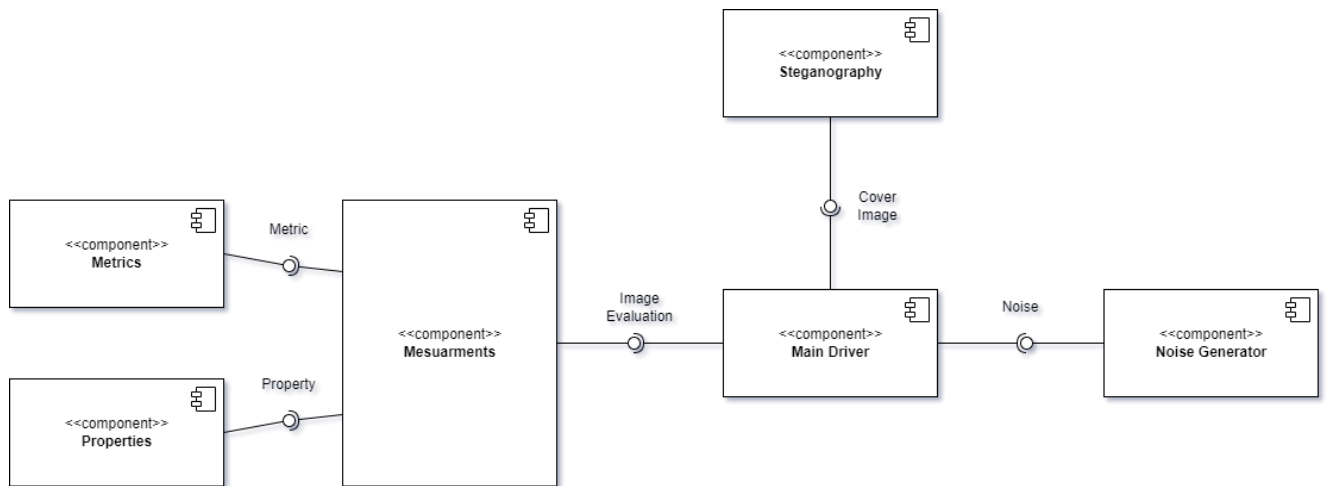 <<component>>
Steganography
Cover
Image
<<component>>
Metrics
Metric
<<component>>
Mesuarments
Image
Evaluation
<<component>>
Main Driver
Noise
<<component>>
Noise Generator
Property
<<component>>
Properties